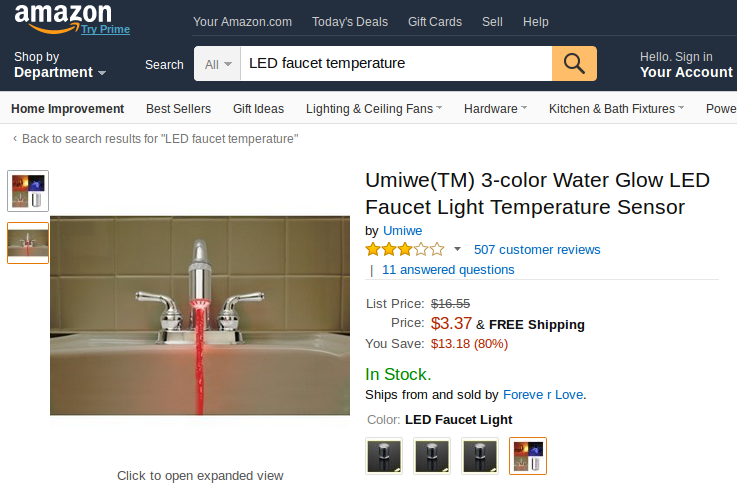 amazon
Try Prime
Your Amazon.com Today's Deals Gift Cards Sell Help
Shop by
Department
Search All LED faucet temperature
Hello. Sign in
Your Account
Home Improvement Best Sellers Gift Ideas Lighting & Ceiling Fans Hardware Kitchen & Bath Fixtures Powe
‹ Back to search results for "LED faucet temperature"
Umiwe(TM) 3-color Water Glow LED
Faucet Light Temperature Sensor
by Umiwe
507 customer reviews
| 11 answered questions
List Price: $16.55
Price: $3.37 & FREE Shipping
You Save: $13.18 (80%)
In Stock.
Ships from and sold by Foreve r Love.
Color: LED Faucet Light
Click to open expanded view